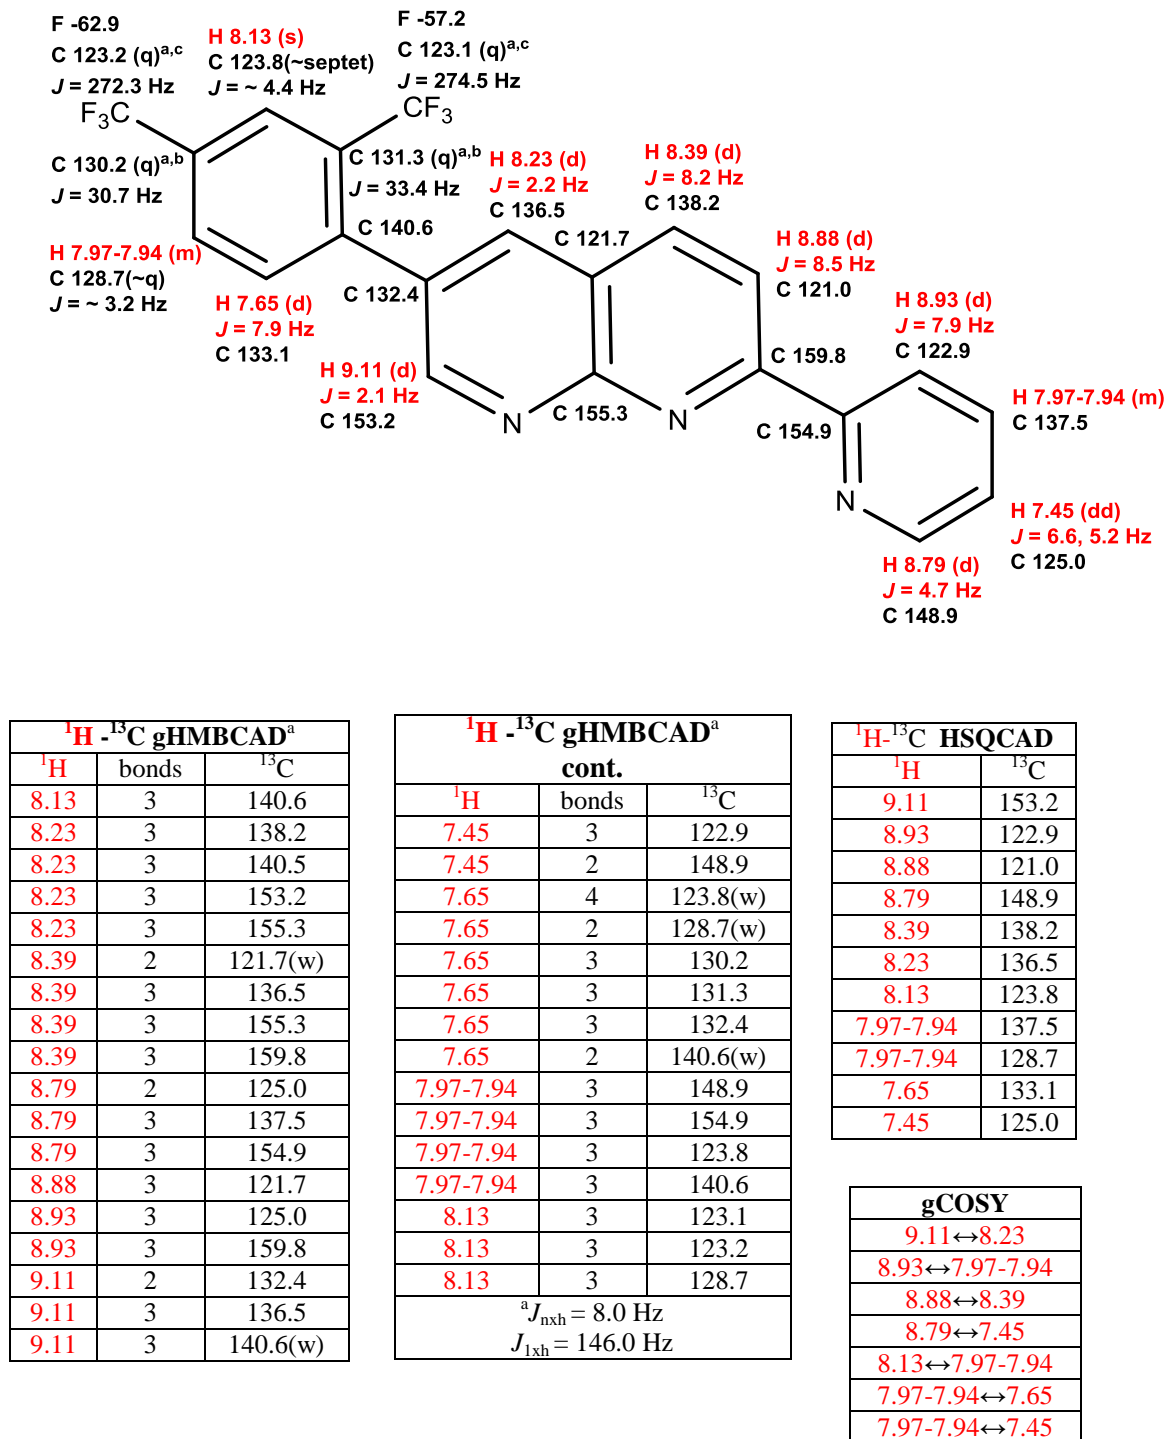 F -62.9
C 123.2 (q)a,c
J = 272.3 Hz
H 8.13 (s)
C 123.8(~septet)
J = ~ 4.4 Hz
F -57.2
C 123.1 (q)a,c
J = 274.5 Hz
F3C
CF3
C 130.2 (q)a,b
J = 30.7 Hz
C 131.3 (q)a,b
J = 33.4 Hz
H 8.23 (d)
J = 2.2 Hz
C 136.5
H 8.39 (d)
J = 8.2 Hz
C 138.2
C 140.6
C 121.7
H 7.97-7.94 (m)
C 128.7(~q)
J = ~ 3.2 Hz
H 7.65 (d)
J = 7.9 Hz
C 133.1
C 132.4
H 8.88 (d)
J = 8.5 Hz
C 121.0
H 8.93 (d)
J = 7.9 Hz
C 122.9
H 9.11 (d)
J = 2.1 Hz
C 153.2
N
C 155.3
N
C 159.8
C 154.9
H 7.97-7.94 (m)
C 137.5
N
H 7.45 (dd)
J = 6.6, 5.2 Hz
C 125.0
H 8.79 (d)
J = 4.7 Hz
C 148.9
1H -13C gHMBCADa
1H bonds 13C
8.13 3 140.6
8.23 3 138.2
8.23 3 140.5
8.23 3 153.2
8.23 3 155.3
8.39 2 121.7(w)
8.39 3 136.5
8.39 3 155.3
8.39 3 159.8
8.79 2 125.0
8.79 3 137.5
8.79 3 154.9
8.88 3 121.7
8.93 3 125.0
8.93 3 159.8
9.11 2 132.4
9.11 3 136.5
9.11 3 140.6(w)
1H -13C gHMBCADa
cont.
1H bonds 13C
7.45 3 122.9
7.45 2 148.9
7.65 4 123.8(w)
7.65 2 128.7(w)
7.65 3 130.2
7.65 3 131.3
7.65 3 132.4
7.65 2 140.6(w)
7.97-7.94 3 148.9
7.97-7.94 3 154.9
7.97-7.94 3 123.8
7.97-7.94 3 140.6
8.13 3 123.1
8.13 3 123.2
8.13 3 128.7
aJnxh = 8.0 Hz
J1xh = 146.0 Hz
1H-13C HSQCAD
1H 13C
9.11 153.2
8.93 122.9
8.88 121.0
8.79 148.9
8.39 138.2
8.23 136.5
8.13 123.8
7.97-7.94 137.5
7.97-7.94 128.7
7.65 133.1
7.45 125.0
gCOSY
9.11↔8.23
8.93↔7.97-7.94
8.88↔8.39
8.79↔7.45
8.13↔7.97-7.94
7.97-7.94↔7.65
7.97-7.94↔7.45